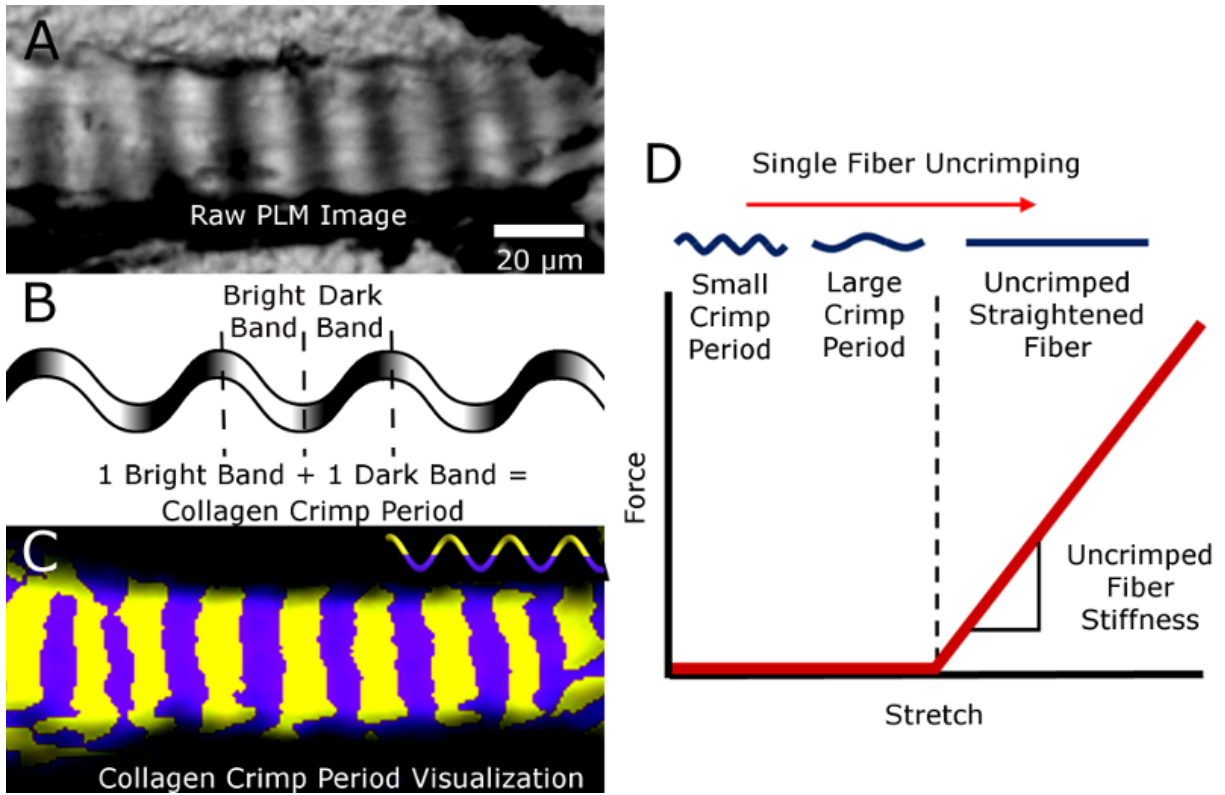 A
Raw PLM Image
20 µm
B
Bright Dark
Band Band
1 Bright Band + 1 Dark Band =
Collagen Crimp Period
C
Collagen Crimp Period Visualization
D
Single Fiber Uncrimping
Small
Crimp
Period
Large
Crimp
Period
Uncrimped
Straightened
Fiber
Force
Uncrimped
Fiber
Stiffness
Stretch